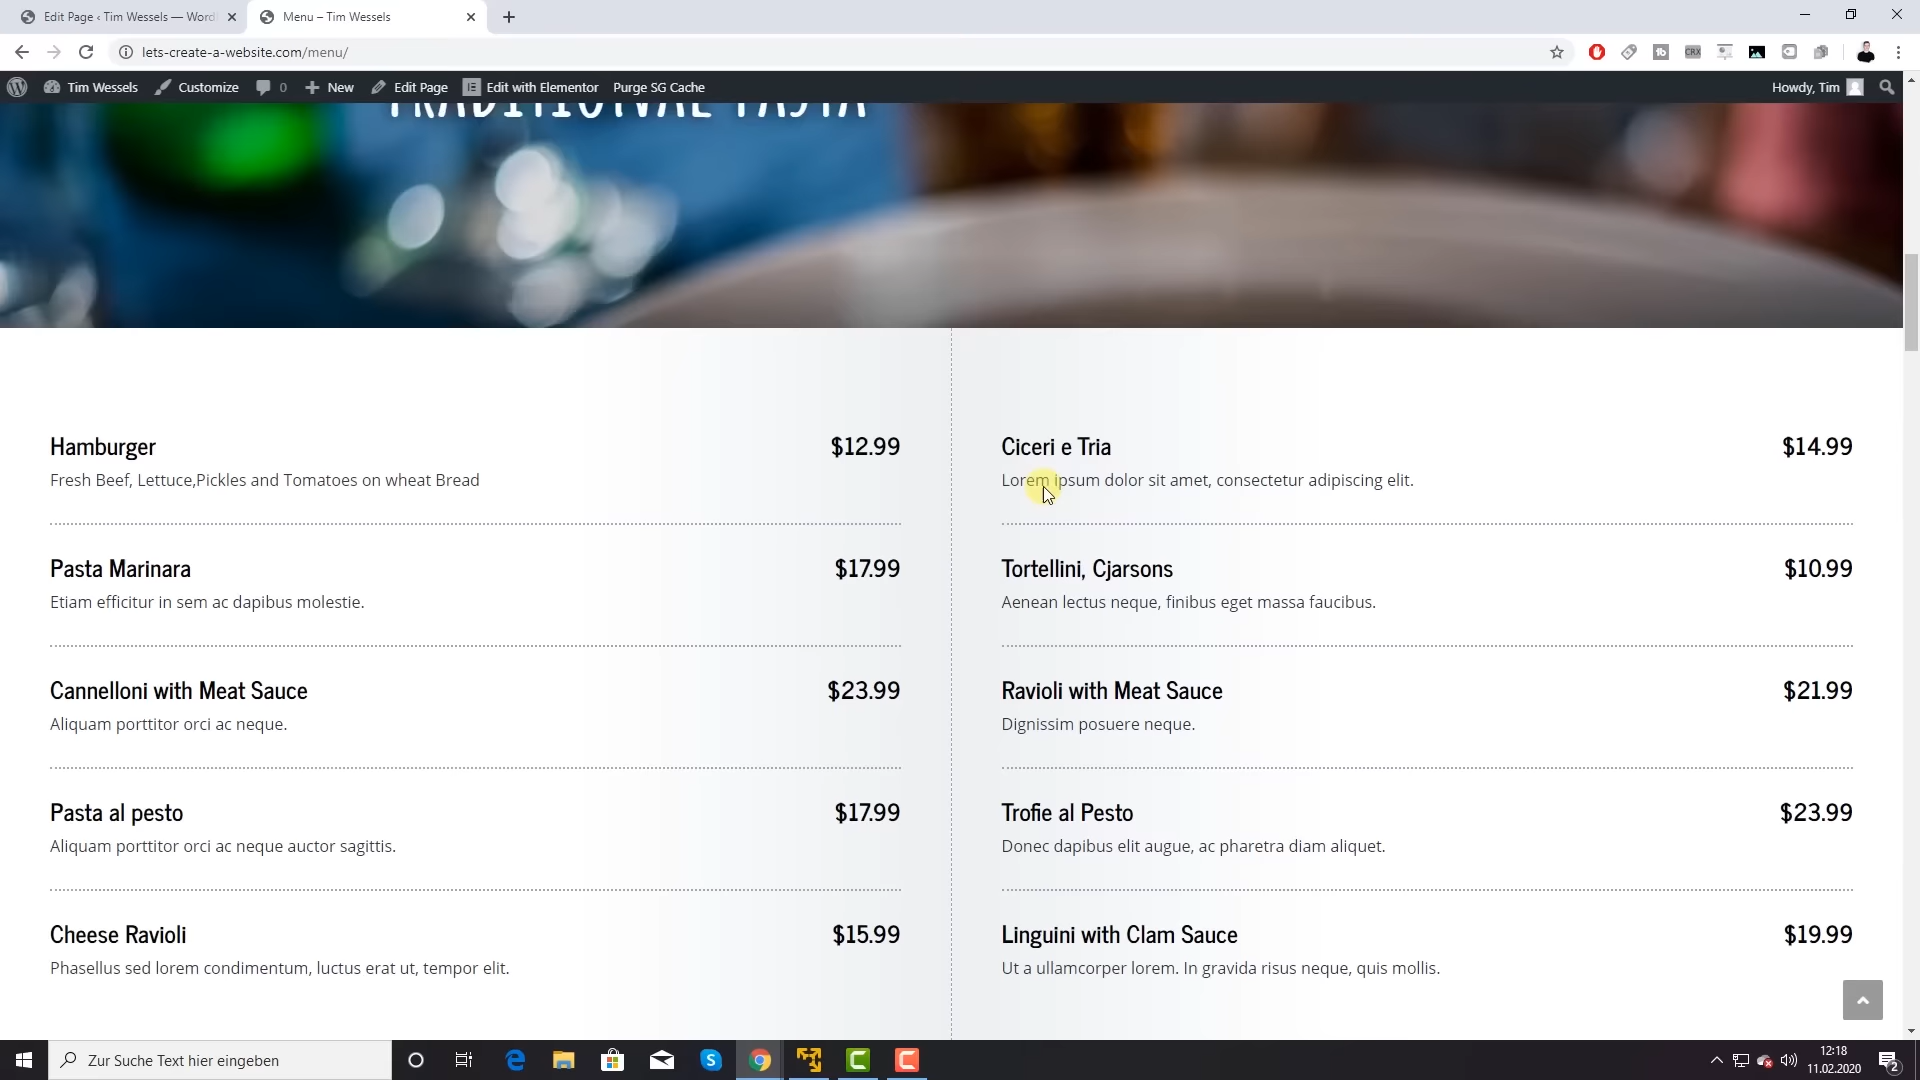 Edit Page ‹ Tim Wessels — Word
Menu – Tim Wessels
lets-create-a-website.com/menu/
Tim Wessels
Customize
0
New
Edit Page
Edit with Elementor
Purge SG Cache
Howdy, Tim
TRADITIONAL PASTA
Hamburger $12.99
Fresh Beef, Lettuce,Pickles and Tomatoes on wheat Bread
Pasta Marinara $17.99
Etiam efficitur in sem ac dapibus molestie.
Cannelloni with Meat Sauce $23.99
Aliquam porttitor orci ac neque.
Pasta al pesto $17.99
Aliquam porttitor orci ac neque auctor sagittis.
Cheese Ravioli $15.99
Phasellus sed lorem condimentum, luctus erat ut, tempor elit.
Ciceri e Tria $14.99
Lorem ipsum dolor sit amet, consectetur adipiscing elit.
Tortellini, Cjarsons $10.99
Aenean lectus neque, finibus eget massa faucibus.
Ravioli with Meat Sauce $21.99
Dignissim posuere neque.
Trofie al Pesto $23.99
Donec dapibus elit augue, ac pharetra diam aliquet.
Linguini with Clam Sauce $19.99
Ut a ullamcorper lorem. In gravida risus neque, quis mollis.
Zur Suche Text hier eingeben
12:18
11.02.2020
2